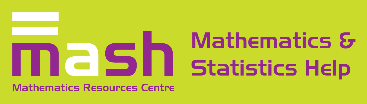 mash
Mathematics Resources Centre
Mathematics &
Statistics Help